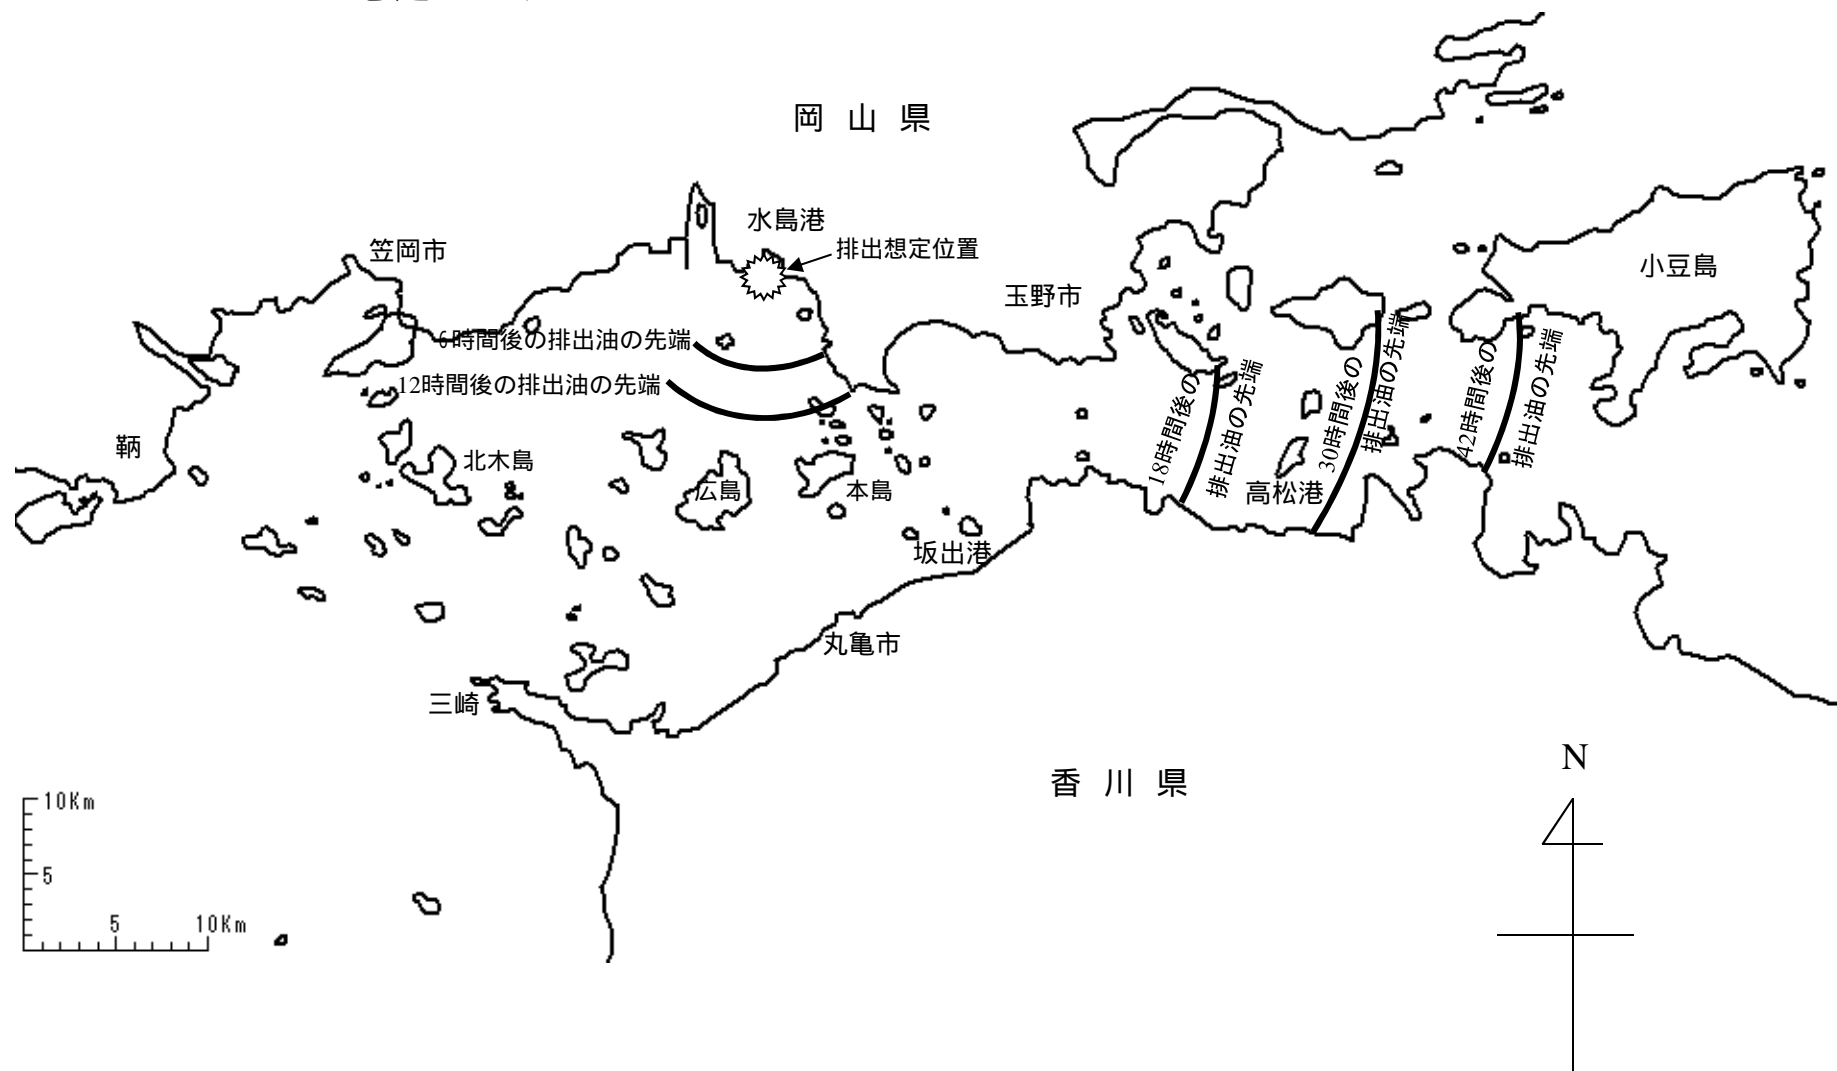 岡山県
水島港
排出想定位置
笠岡市
小豆島
玉野市
6時間後の排出油の先端
12時間後の排出油の先端
18時間後の
排出油の先端
30時間後の
排出油の先端
42時間後の
排出油の先端
鞆
北木島
広島
本島
高松港
坂出港
丸亀市
三崎
香川県
N
10Km
5
5
10Km